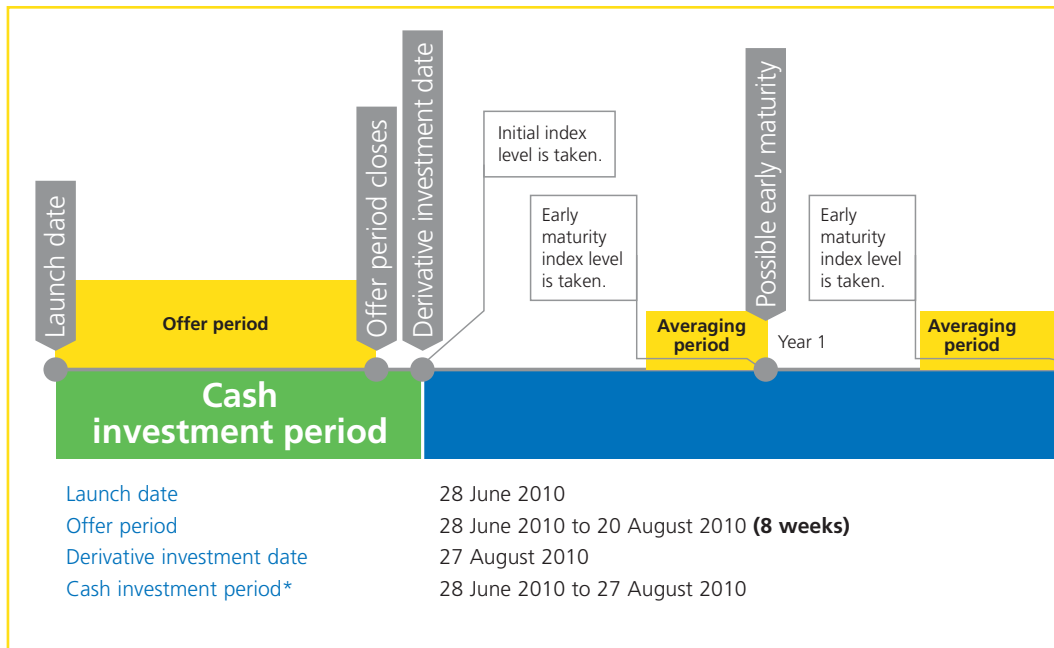 Launch date
Offer period closes
Derivative investment date
Possible early maturity
Initial index
level is taken.
Early
maturity
index level
is taken.
Early
maturity
index level
is taken.
Offer period
Averaging
period
Year 1
Averaging
period
Cash
investment period
Launch date 28 June 2010
Offer period 28 June 2010 to 20 August 2010 (8 weeks)
Derivative investment date 27 August 2010
Cash investment period* 28 June 2010 to 27 August 2010